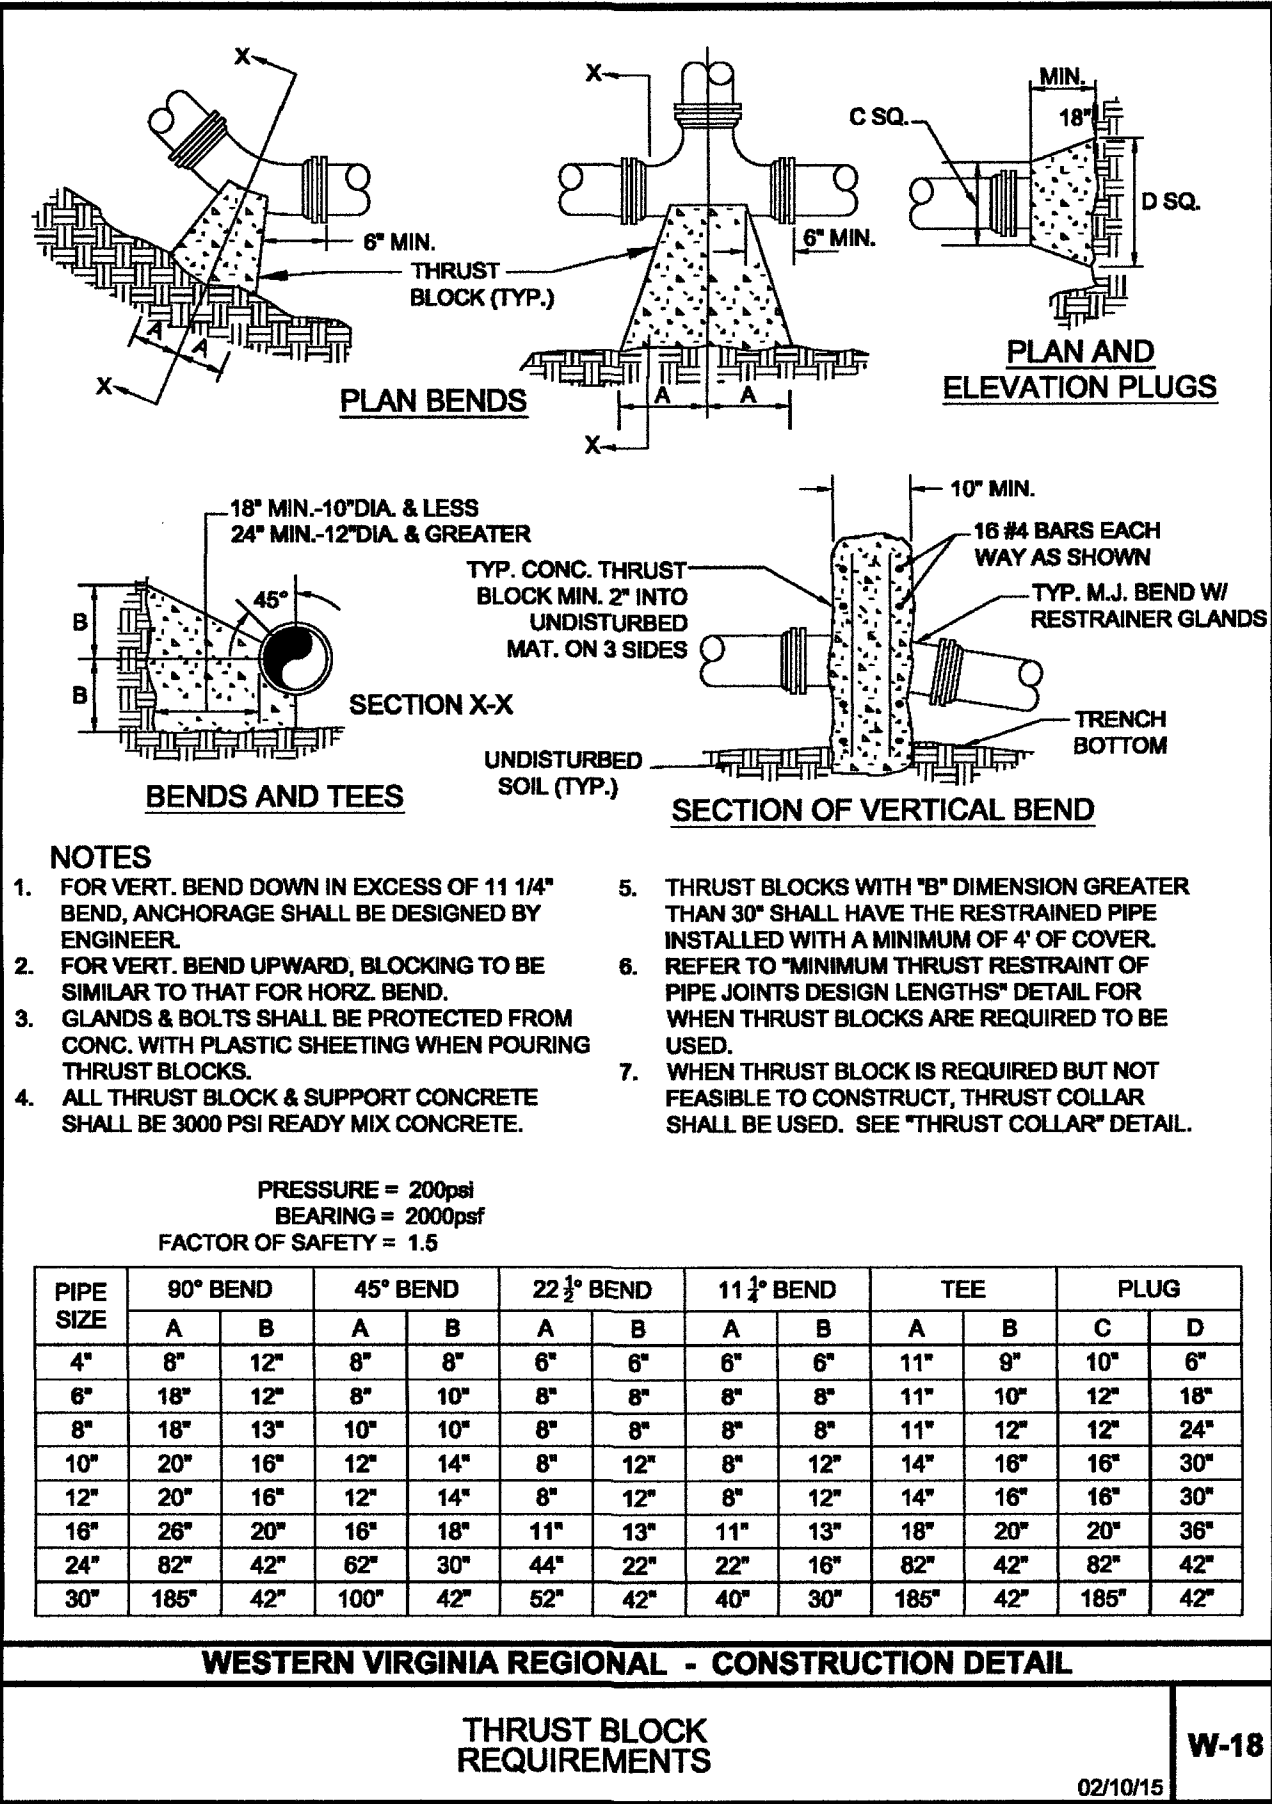 X
X
X
6" MIN.
THRUST
BLOCK (TYP.)
6" MIN.
A
A
X
A
A
X
PLAN BENDS
MIN.
18"
C SQ.
D SQ.
PLAN AND
ELEVATION PLUGS
18" MIN.-10"DIA. & LESS
24" MIN.-12"DIA. & GREATER
45°
B
B
SECTION X-X
BENDS AND TEES
10" MIN.
16 #4 BARS EACH
WAY AS SHOWN
TYP. CONC. THRUST
BLOCK MIN. 2" INTO
UNDISTURBED
MAT. ON 3 SIDES
TYP. M.J. BEND W/
RESTRAINER GLANDS
TRENCH
BOTTOM
UNDISTURBED
SOIL (TYP.)
SECTION OF VERTICAL BEND
NOTES
1. FOR VERT. BEND DOWN IN EXCESS OF 11 1/4"
BEND, ANCHORAGE SHALL BE DESIGNED BY
ENGINEER.
2. FOR VERT. BEND UPWARD, BLOCKING TO BE
SIMILAR TO THAT FOR HORZ. BEND.
3. GLANDS & BOLTS SHALL BE PROTECTED FROM
CONC. WITH PLASTIC SHEETING WHEN POURING
THRUST BLOCKS.
4. ALL THRUST BLOCK & SUPPORT CONCRETE
SHALL BE 3000 PSI READY MIX CONCRETE.
5. THRUST BLOCKS WITH "B" DIMENSION GREATER
THAN 30" SHALL HAVE THE RESTRAINED PIPE
INSTALLED WITH A MINIMUM OF 4' OF COVER.
6. REFER TO "MINIMUM THRUST RESTRAINT OF
PIPE JOINTS DESIGN LENGTHS" DETAIL FOR
WHEN THRUST BLOCKS ARE REQUIRED TO BE
USED.
7. WHEN THRUST BLOCK IS REQUIRED BUT NOT
FEASIBLE TO CONSTRUCT, THRUST COLLAR
SHALL BE USED. SEE "THRUST COLLAR" DETAIL.
PRESSURE = 200psi
BEARING = 2000psf
FACTOR OF SAFETY = 1.5
PIPE SIZE 90° BEND 45° BEND 22 1/2° BEND 11 1/4° BEND TEE PLUG
A B A B A B A B A B C D
4" 8" 12" 8" 8" 6" 6" 6" 6" 11" 9" 10" 6"
6" 18" 12" 8" 10" 8" 8" 8" 8" 11" 10" 12" 18"
8" 18" 13" 10" 10" 8" 8" 8" 8" 11" 12" 12" 24"
10" 20" 16" 12" 14" 8" 12" 8" 12" 14" 16" 16" 30"
12" 20" 16" 12" 14" 8" 12" 8" 12" 14" 16" 16" 30"
16" 26" 20" 16" 18" 11" 13" 11" 13" 18" 20" 20" 36"
24" 82" 42" 62" 30" 44" 22" 22" 16" 82" 42" 82" 42"
30" 185" 42" 100" 42" 52" 42" 40" 30" 185" 42" 185" 42"
WESTERN VIRGINIA REGIONAL - CONSTRUCTION DETAIL
THRUST BLOCK
REQUIREMENTS
W-18
02/10/15